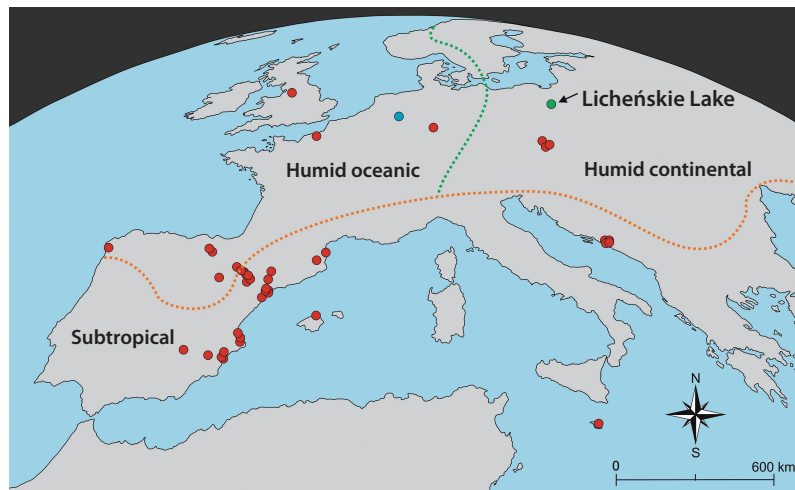 Licheńskie Lake
Humid oceanic
Humid continental
Subtropical
N
S
0
600 km